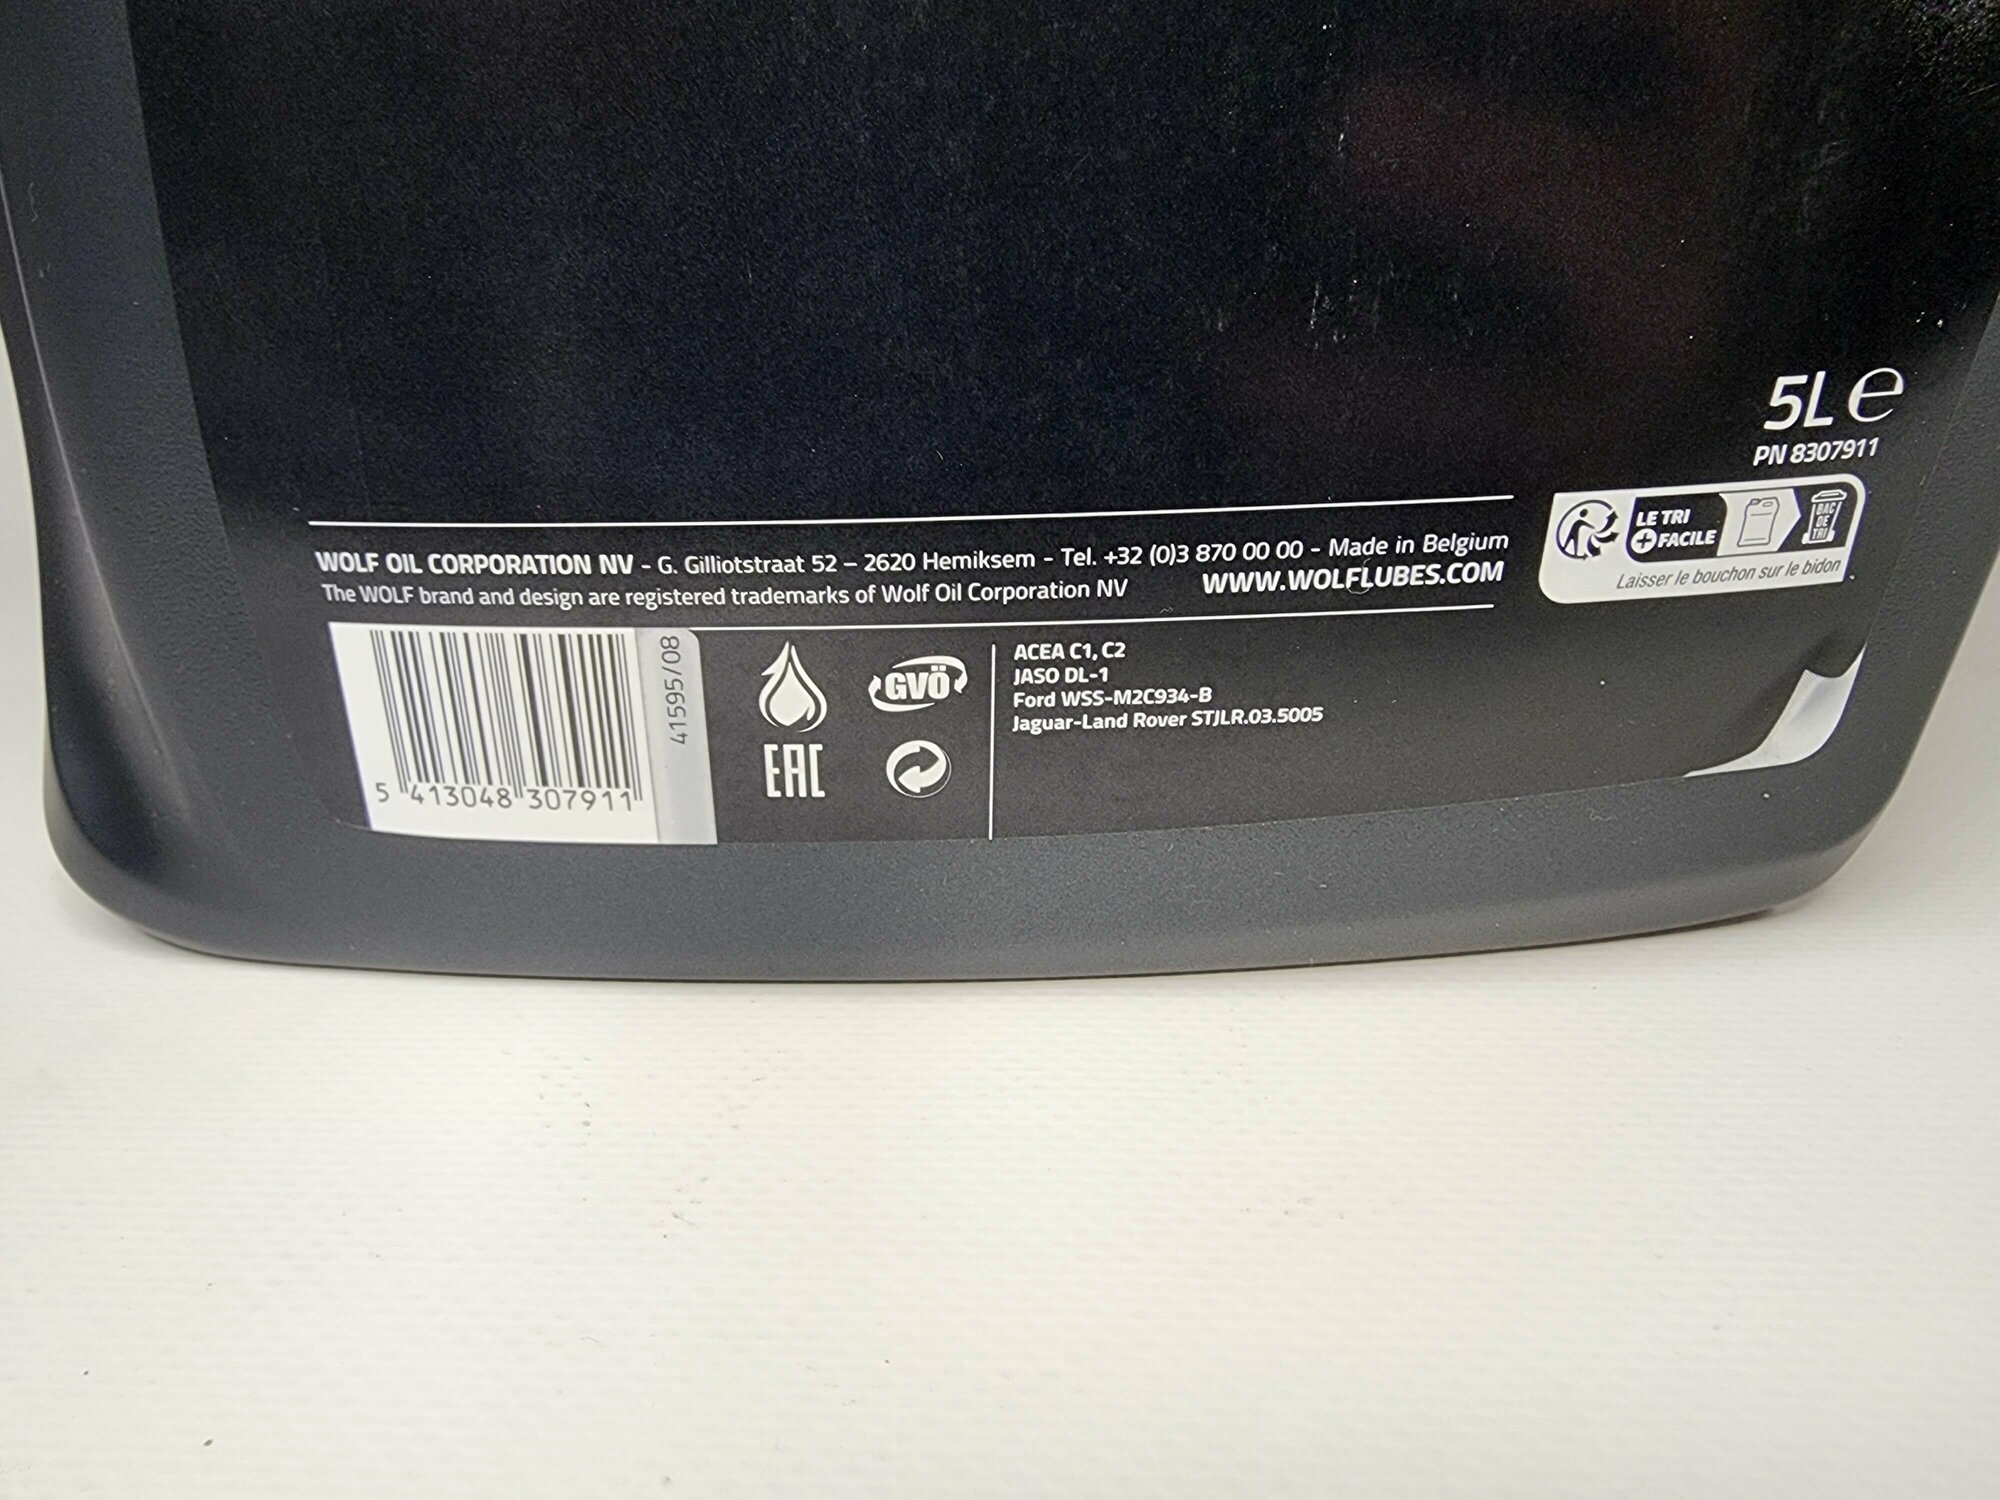 5L e
PN 8307911
WOLF OIL CORPORATION NV - G. Gilliotstraat 52 – 2620 Hemiksem - Tel. +32 (0)3 870 00 00 - Made in Belgium
The WOLF brand and design are registered trademarks of Wolf Oil Corporation NV
WWW.WOLFLUBES.COM
LE TRI
+ FACILE
BAC
DE
TRI
Laisser le bouchon sur le bidon
5 413048 307911
41595/08
GVÖ
EAC
ACEA C1, C2
JASO DL-1
Ford WSS-M2C934-B
Jaguar-Land Rover STJLR.03.5005